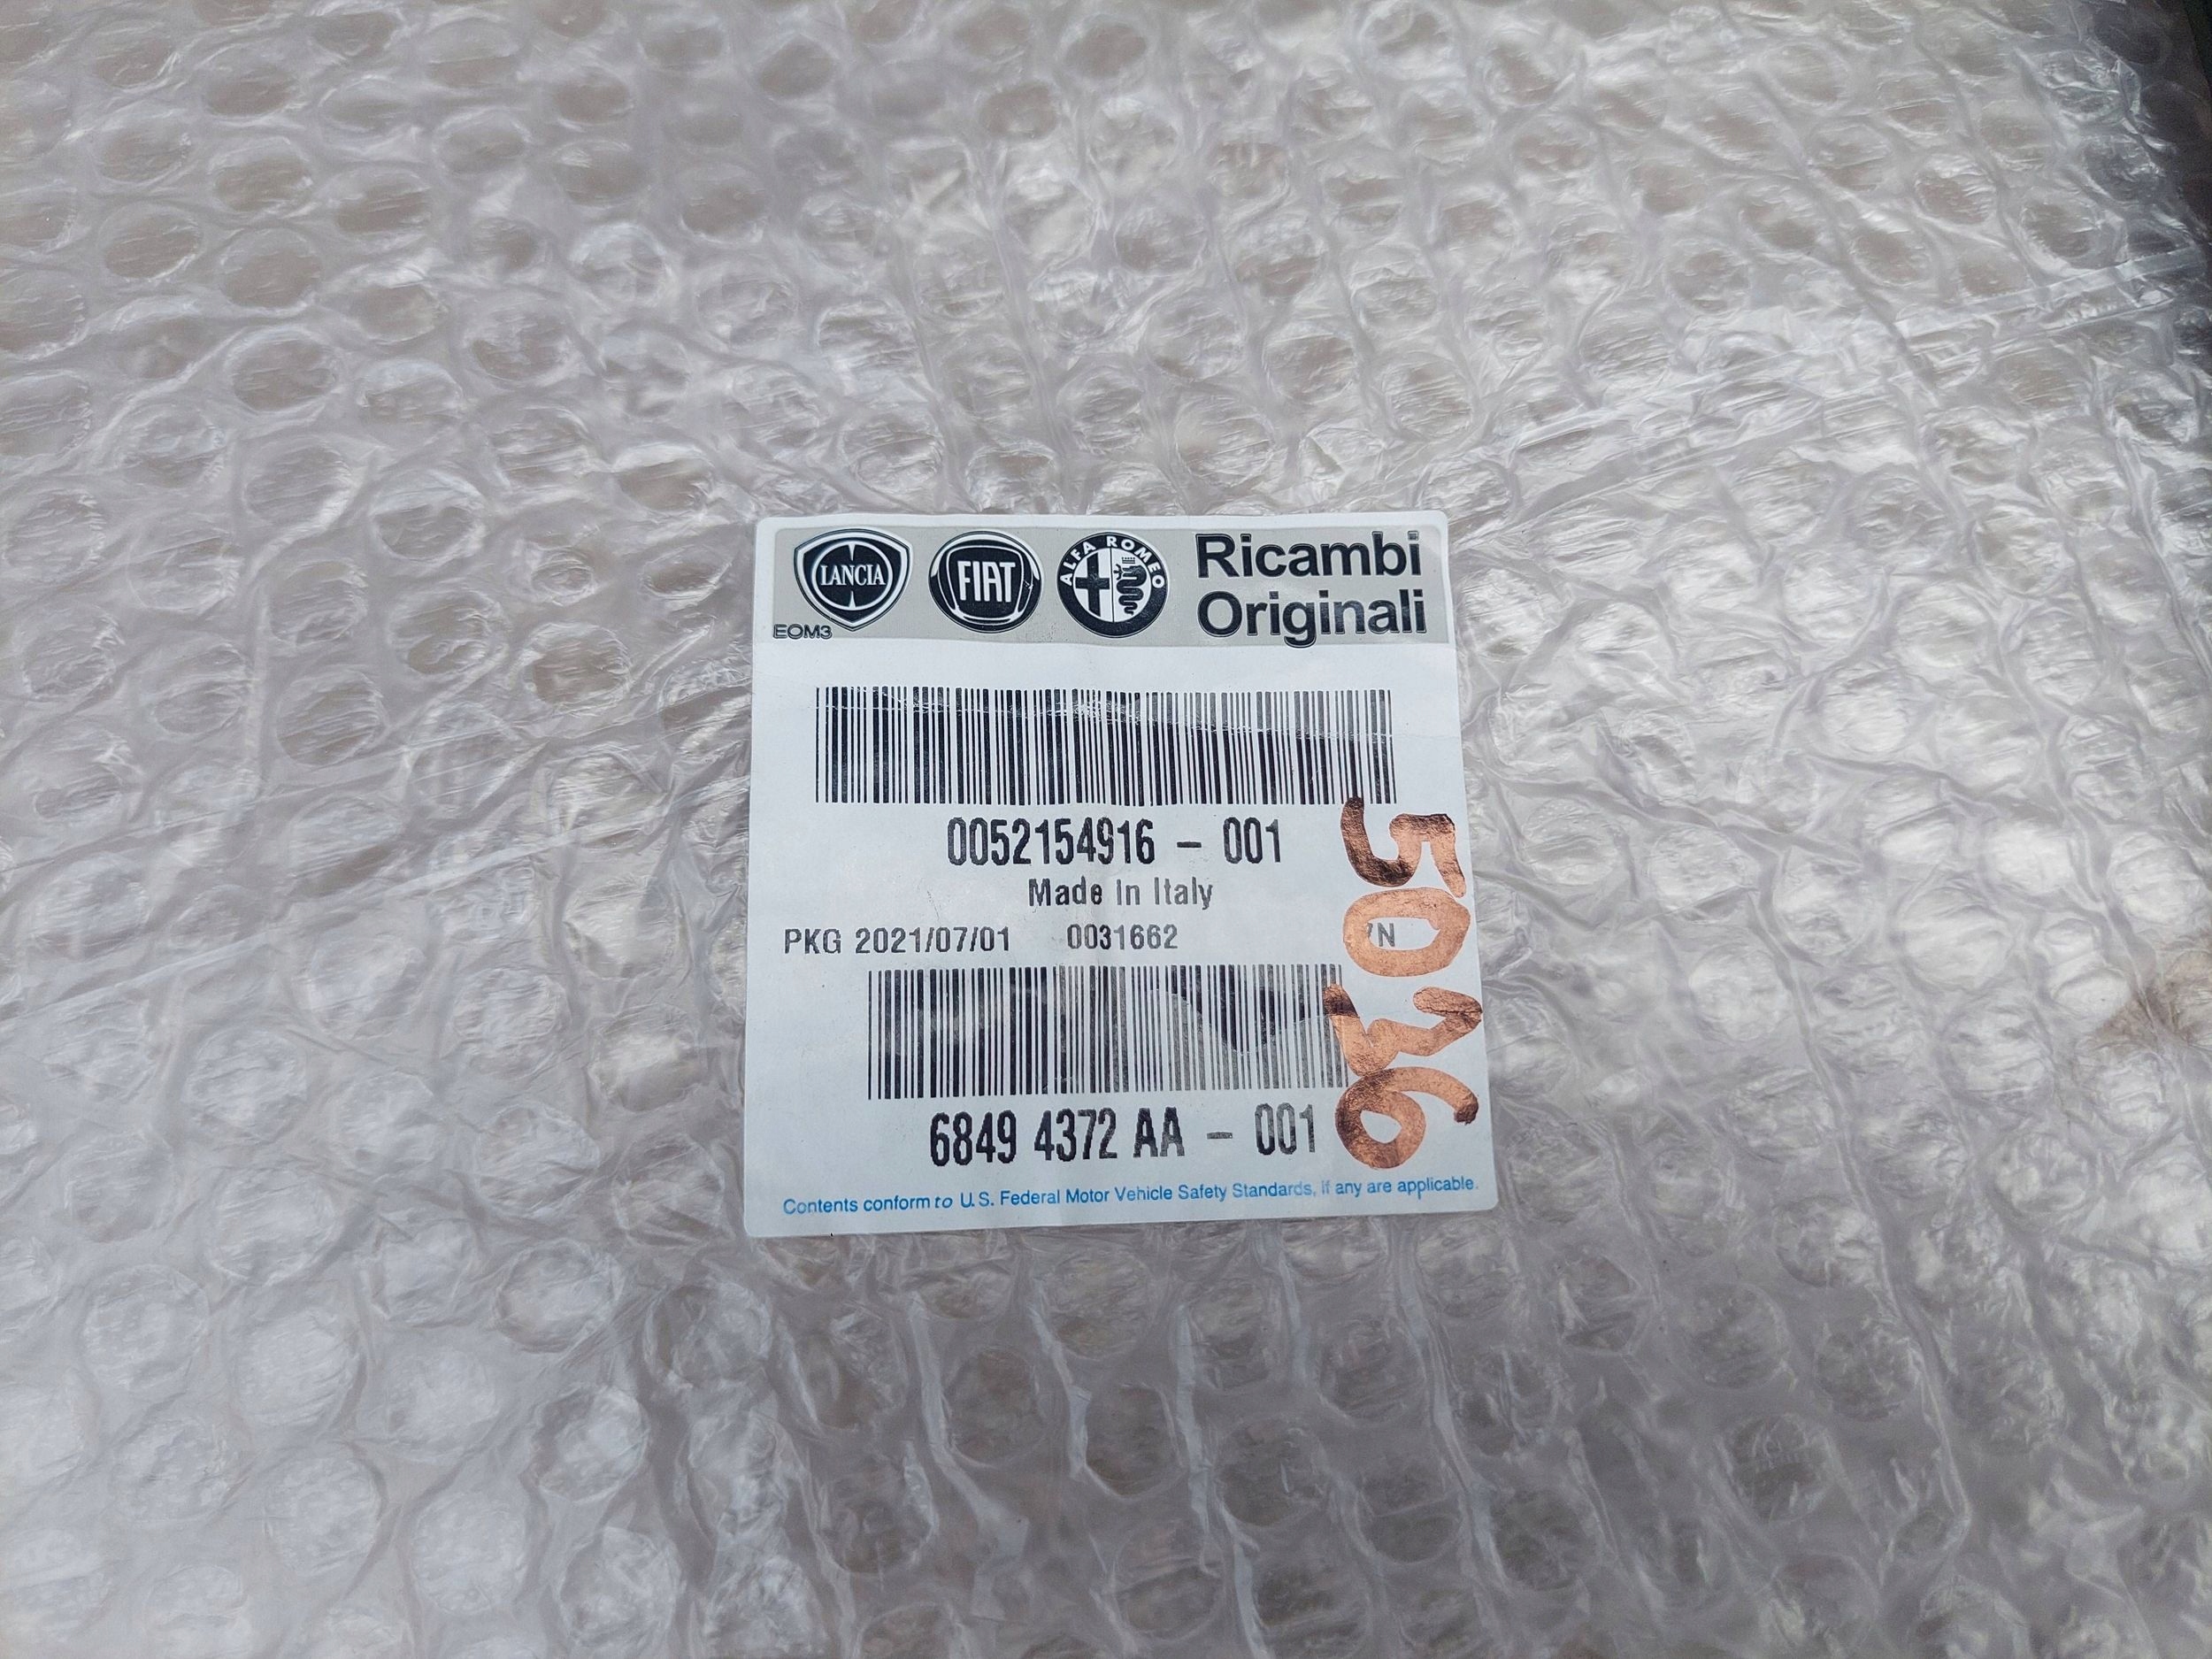 LANCIA FIAT ALFA ROMEO Ricambi
Originali
EOM3
0052154916 - 001
Made In Italy
PKG 2021/07/01 0031662
6849 4372 AA - 001
Contents conform to U.S. Federal Motor Vehicle Safety Standards, if any are applicable.
5036